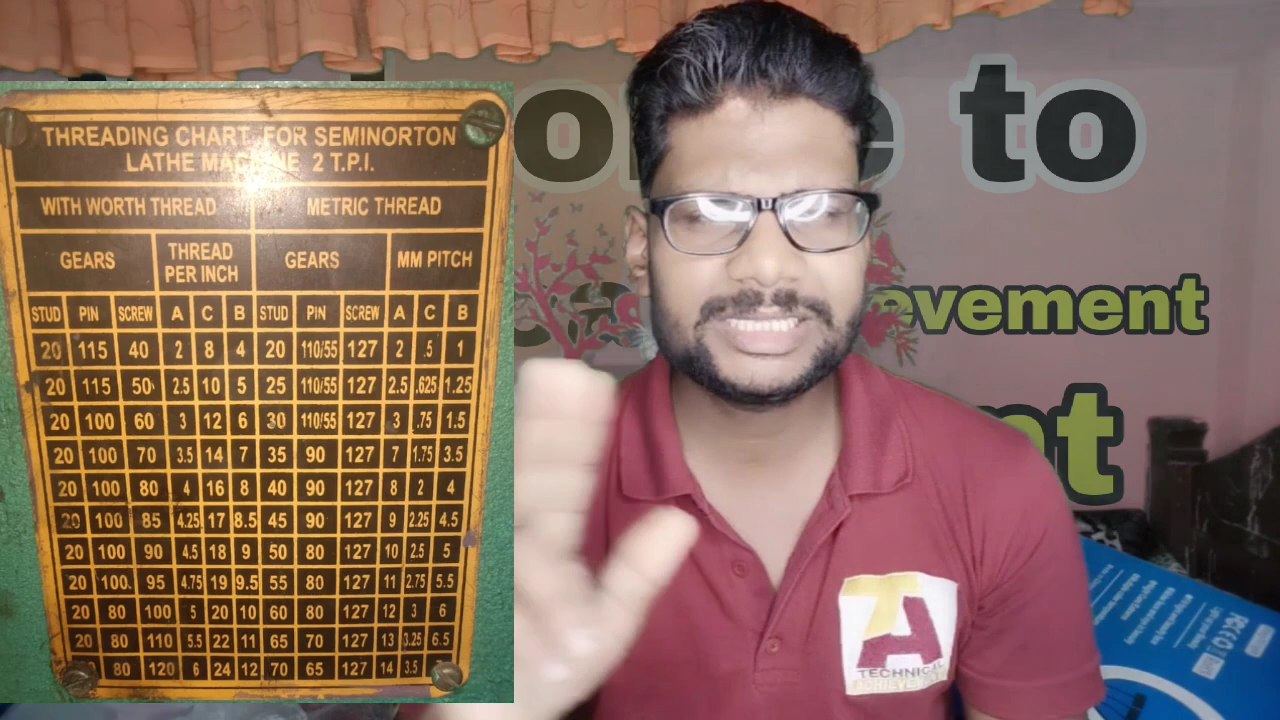 THREADING CHART FOR SEMINORTON
LATHE MACHINE 2 T.P.I.
WITH WORTH THREAD METRIC THREAD
GEARS THREAD PER INCH GEARS MM PITCH
STUD PIN SCREW A C B STUD PIN SCREW A C B
20 115 40 2 8 4 20 110/55 127 2 .5 1
20 115 50 2.5 10 5 25 110/55 127 2.5 .625 1.25
20 100 60 3 12 6 30 110/55 127 3 .75 1.5
20 100 70 3.5 14 7 35 90 127 7 1.75 3.5
20 100 80 4 16 8 40 90 127 8 2 4
20 100 85 4.25 17 8.5 45 90 127 9 2.25 4.5
20 100 90 4.5 18 9 50 80 127 10 2.5 5
20 100. 95 4.75 19 9.5 55 80 127 11 2.75 5.5
20 80 100 5 20 10 60 80 127 12 3 6
20 80 110 5.5 22 11 65 70 127 13 3.25 6.5
80 120 6 24 12 70 65 127 14 3.5
to
evement
TA
TECHNICAL